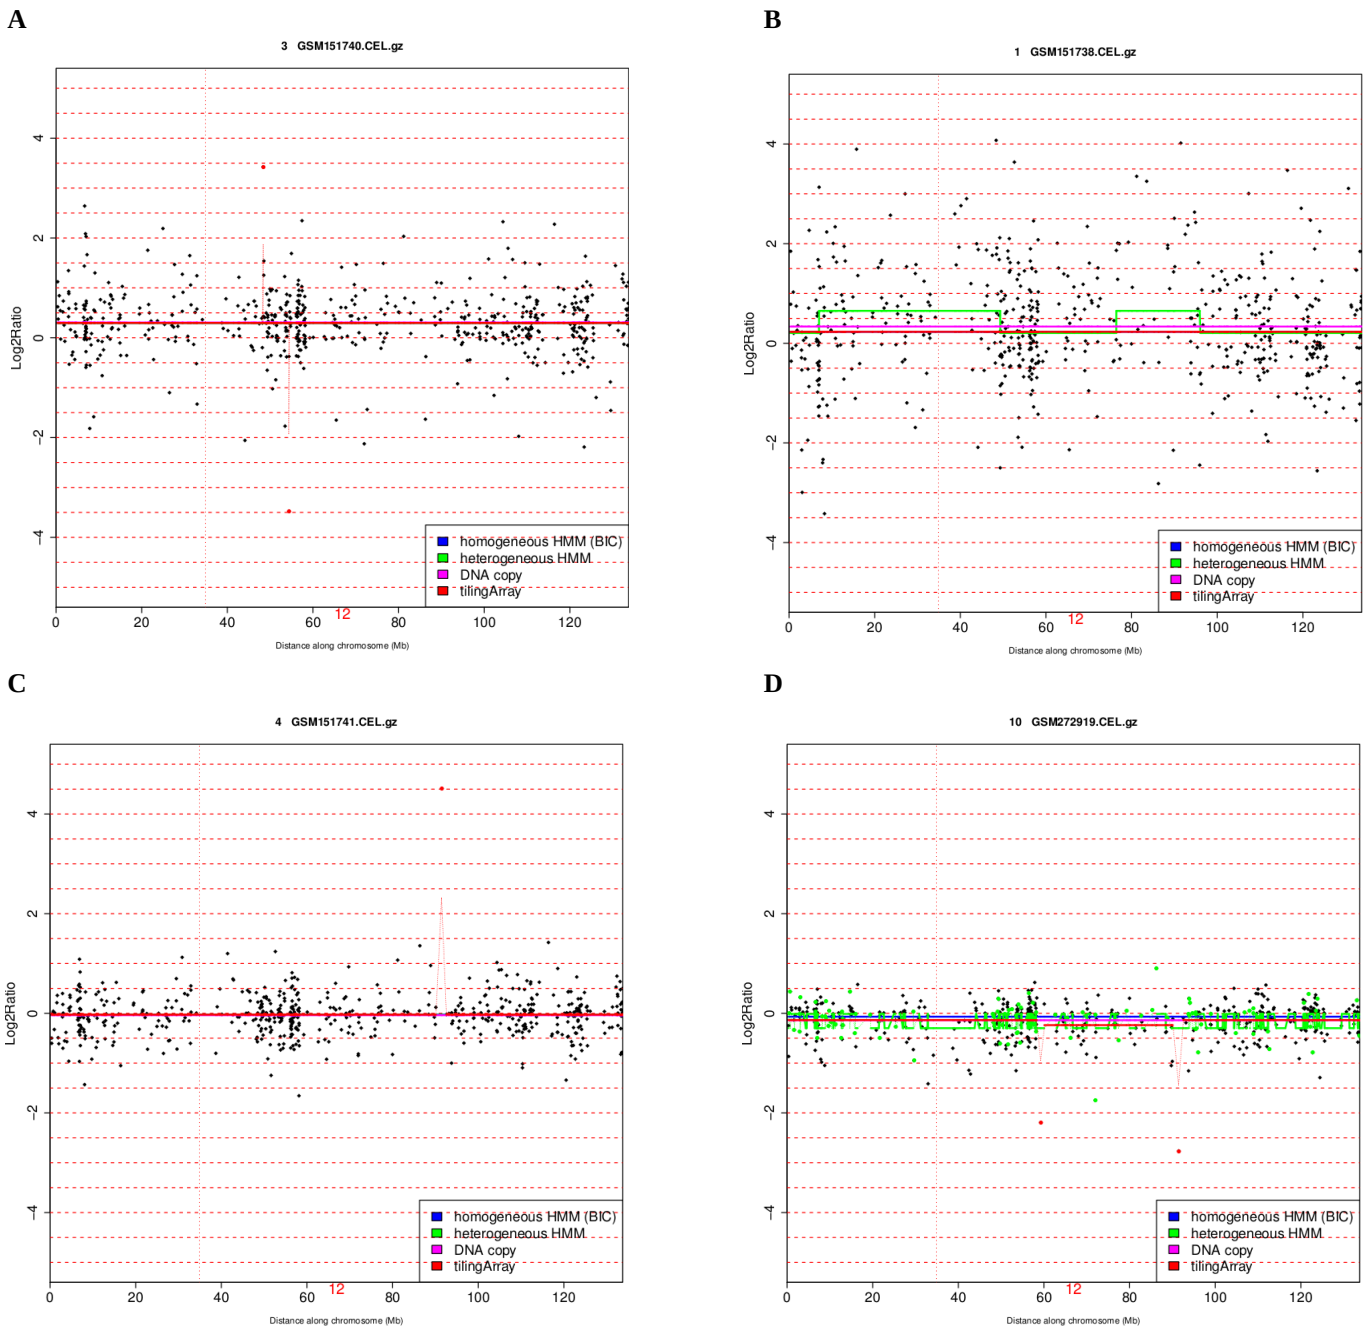 A
3 GSM151740.CEL.gz
Log2Ratio
4
2
0
−2
−4
homogeneous HMM (BIC)
heterogeneous HMM
DNA copy
tilingArray
0 20 40 60 80 100 120
12
Distance along chromosome (Mb)
B
1 GSM151738.CEL.gz
Log2Ratio
4
2
0
−2
−4
homogeneous HMM (BIC)
heterogeneous HMM
DNA copy
tilingArray
0 20 40 60 80 100 120
12
Distance along chromosome (Mb)
C
4 GSM151741.CEL.gz
Log2Ratio
4
2
0
−2
−4
homogeneous HMM (BIC)
heterogeneous HMM
DNA copy
tilingArray
0 20 40 60 80 100 120
12
Distance along chromosome (Mb)
D
10 GSM272919.CEL.gz
Log2Ratio
4
2
0
−2
−4
homogeneous HMM (BIC)
heterogeneous HMM
DNA copy
tilingArray
0 20 40 60 80 100 120
12
Distance along chromosome (Mb)